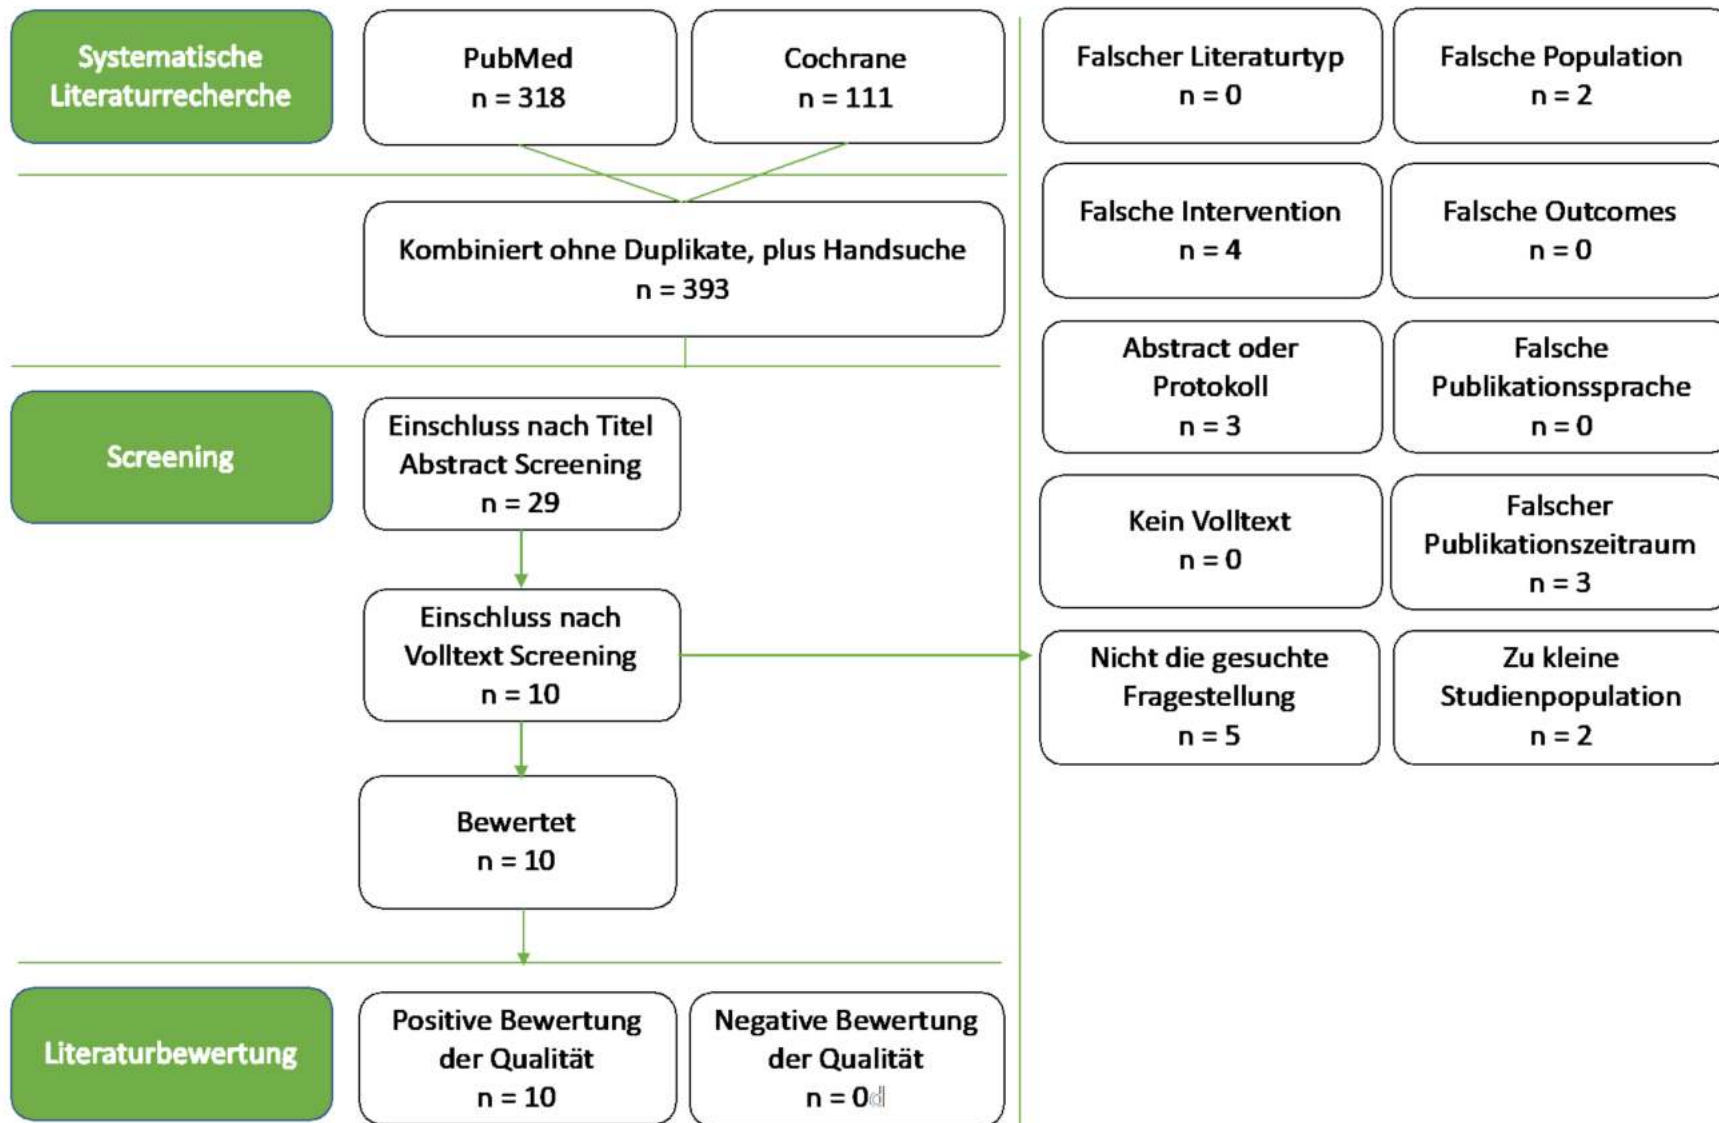 Systematische
Literaturrecherche
PubMed
n = 318
Cochrane
n = 111
Kombiniert ohne Duplikate, plus Handsuche
n = 393
Screening
Einschluss nach Titel
Abstract Screening
n = 29
Einschluss nach
Volltext Screening
n = 10
Bewertet
n = 10
Literaturbewertung
Positive Bewertung
der Qualität
n = 10
Negative Bewertung
der Qualität
n = 0d
Falscher Literaturtyp
n = 0
Falsche Population
n = 2
Falsche Intervention
n = 4
Falsche Outcomes
n = 0
Abstract oder
Protokoll
n = 3
Falsche
Publikationssprache
n = 0
Kein Volltext
n = 0
Falscher
Publikationszeitraum
n = 3
Nicht die gesuchte
Fragestellung
n = 5
Zu kleine
Studienpopulation
n = 2